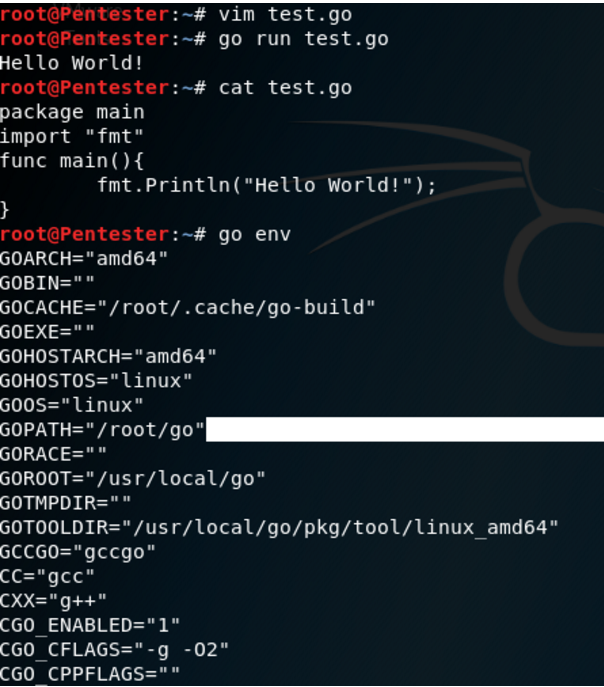 root@Pentester:~# vim test.go
root@Pentester:~# go run test.go
Hello World!
root@Pentester:~# cat test.go
package main
import "fmt"
func main(){
        fmt.Println("Hello World!");
}
root@Pentester:~# go env
GOARCH="amd64"
GOBIN=""
GOCACHE="/root/.cache/go-build"
GOEXE=""
GOHOSTARCH="amd64"
GOHOSTOS="linux"
GOOS="linux"
GOPATH="/root/go"
GORACE=""
GOROOT="/usr/local/go"
GOTMPDIR=""
GOTOOLDIR="/usr/local/go/pkg/tool/linux_amd64"
GCCGO="gccgo"
CC="gcc"
CXX="g++"
CGO_ENABLED="1"
CGO_CFLAGS="-g -O2"
CGO_CPPFLAGS=""